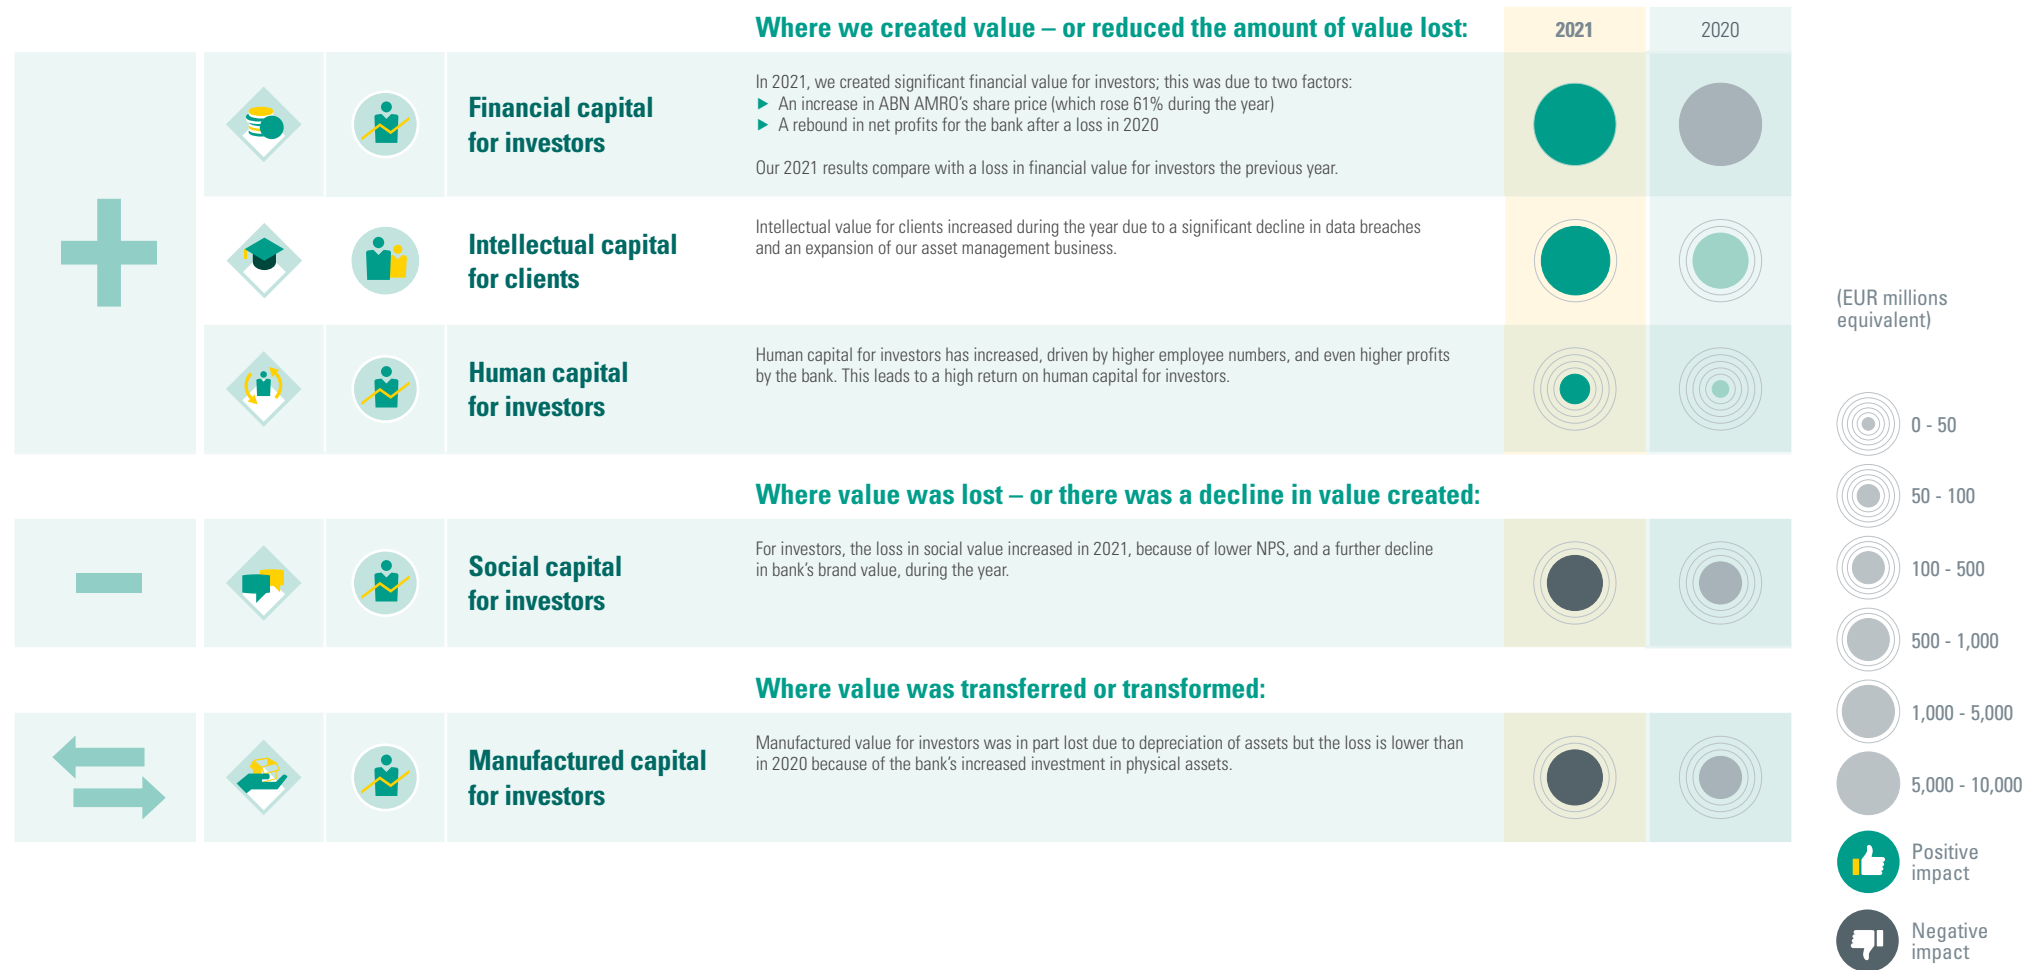 Where we created value – or reduced the amount of value lost:
2021
2020
Financial capital
for investors
In 2021, we created significant financial value for investors; this was due to two factors:
▶ An increase in ABN AMRO's share price (which rose 61% during the year)
▶ A rebound in net profits for the bank after a loss in 2020
Our 2021 results compare with a loss in financial value for investors the previous year.
Intellectual capital
for clients
Intellectual value for clients increased during the year due to a significant decline in data breaches
and an expansion of our asset management business.
Human capital
for investors
Human capital for investors has increased, driven by higher employee numbers, and even higher profits
by the bank. This leads to a high return on human capital for investors.
Where value was lost – or there was a decline in value created:
Social capital
for investors
For investors, the loss in social value increased in 2021, because of lower NPS, and a further decline
in bank's brand value, during the year.
Where value was transferred or transformed:
Manufactured capital
for investors
Manufactured value for investors was in part lost due to depreciation of assets but the loss is lower than
in 2020 because of the bank's increased investment in physical assets.
(EUR millions
equivalent)
0 - 50
50 - 100
100 - 500
500 - 1,000
1,000 - 5,000
5,000 - 10,000
Positive
impact
Negative
impact